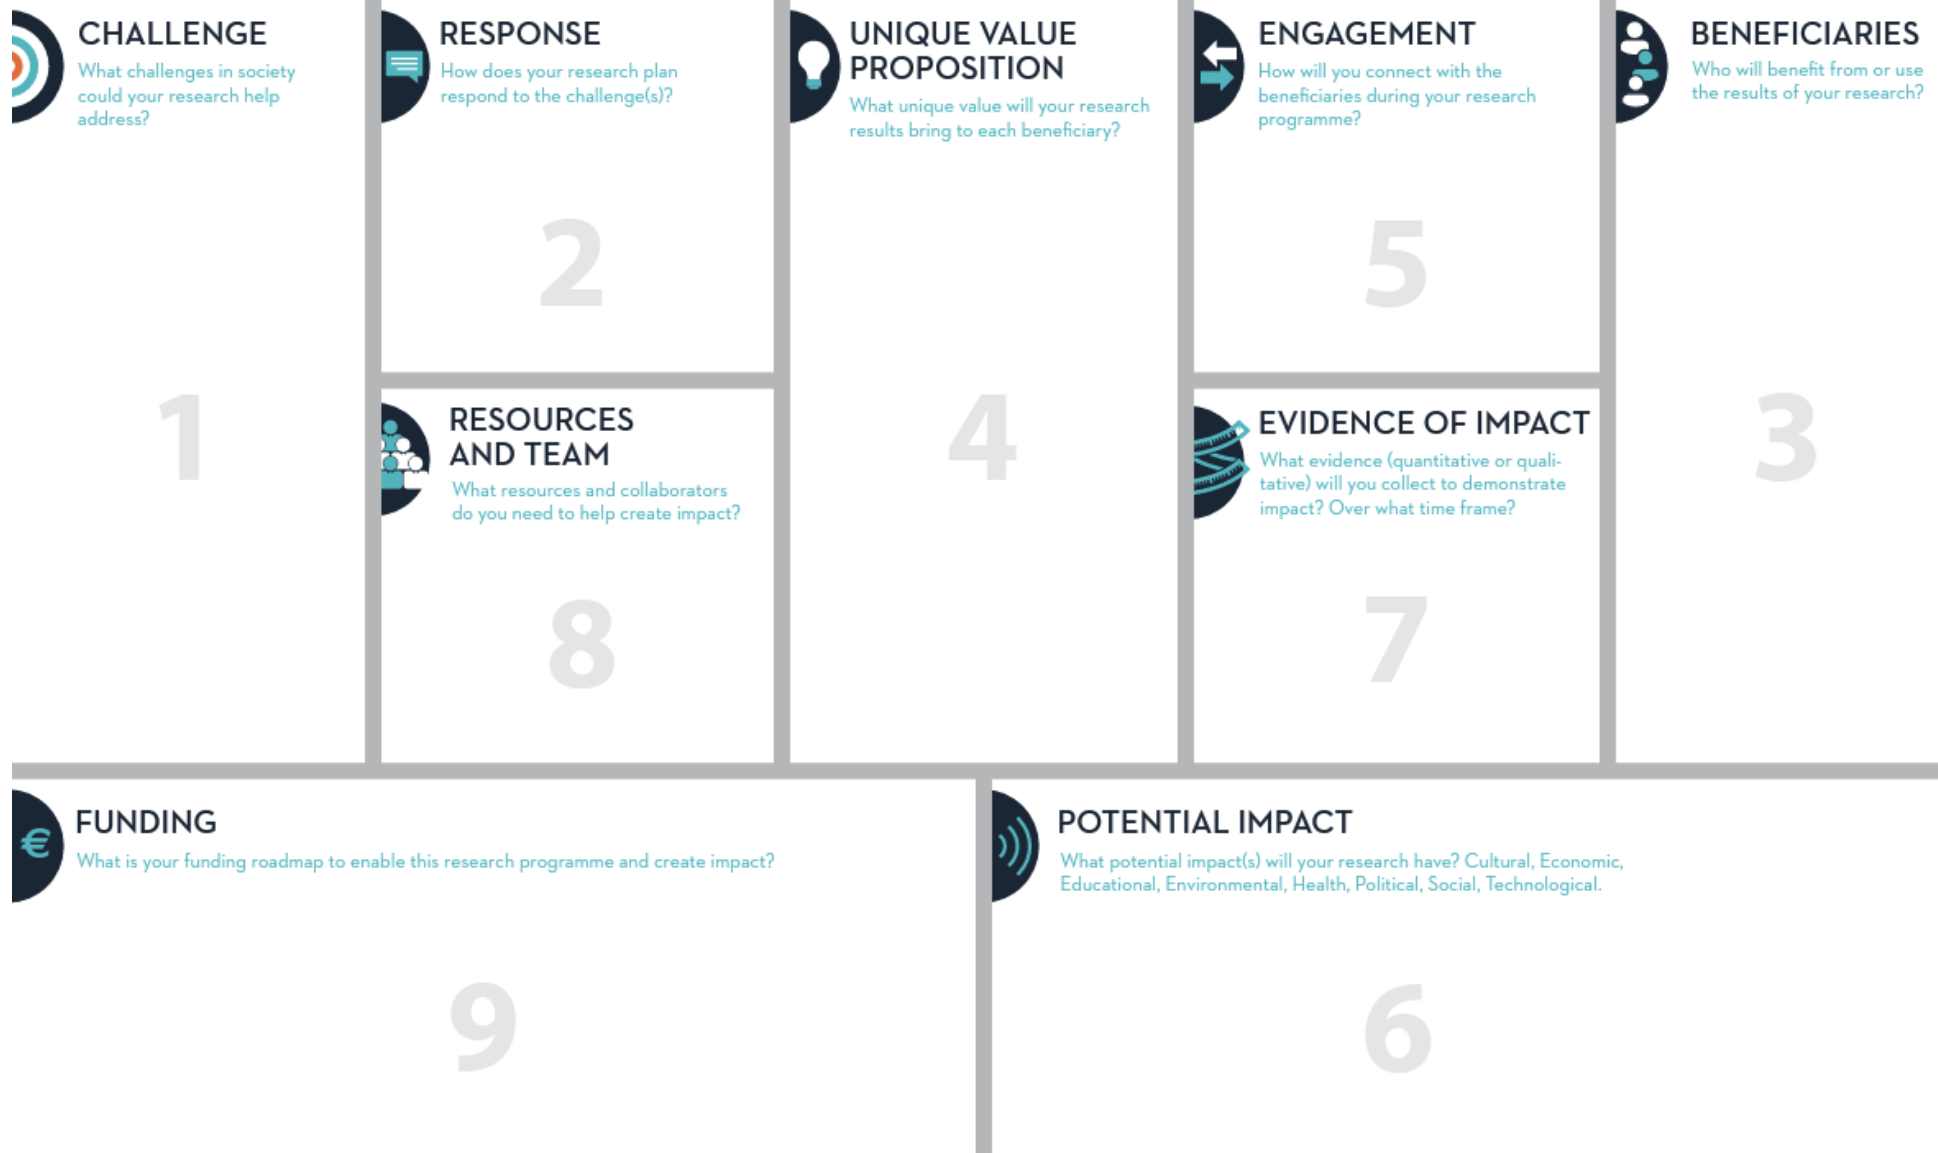 CHALLENGE
What challenges in society
could your research help
address?
1
RESPONSE
How does your research plan
respond to the challenge(s)?
2
RESOURCES
AND TEAM
What resources and collaborators
do you need to help create impact?
8
UNIQUE VALUE
PROPOSITION
What unique value will your research
results bring to each beneficiary?
4
ENGAGEMENT
How will you connect with the
beneficiaries during your research
programme?
5
EVIDENCE OF IMPACT
What evidence (quantitative or quali-
tative) will you collect to demonstrate
impact? Over what time frame?
7
BENEFICIARIES
Who will benefit from or use
the results of your research?
3
€
FUNDING
What is your funding roadmap to enable this research programme and create impact?
9
POTENTIAL IMPACT
What potential impact(s) will your research have? Cultural, Economic,
Educational, Environmental, Health, Political, Social, Technological.
6